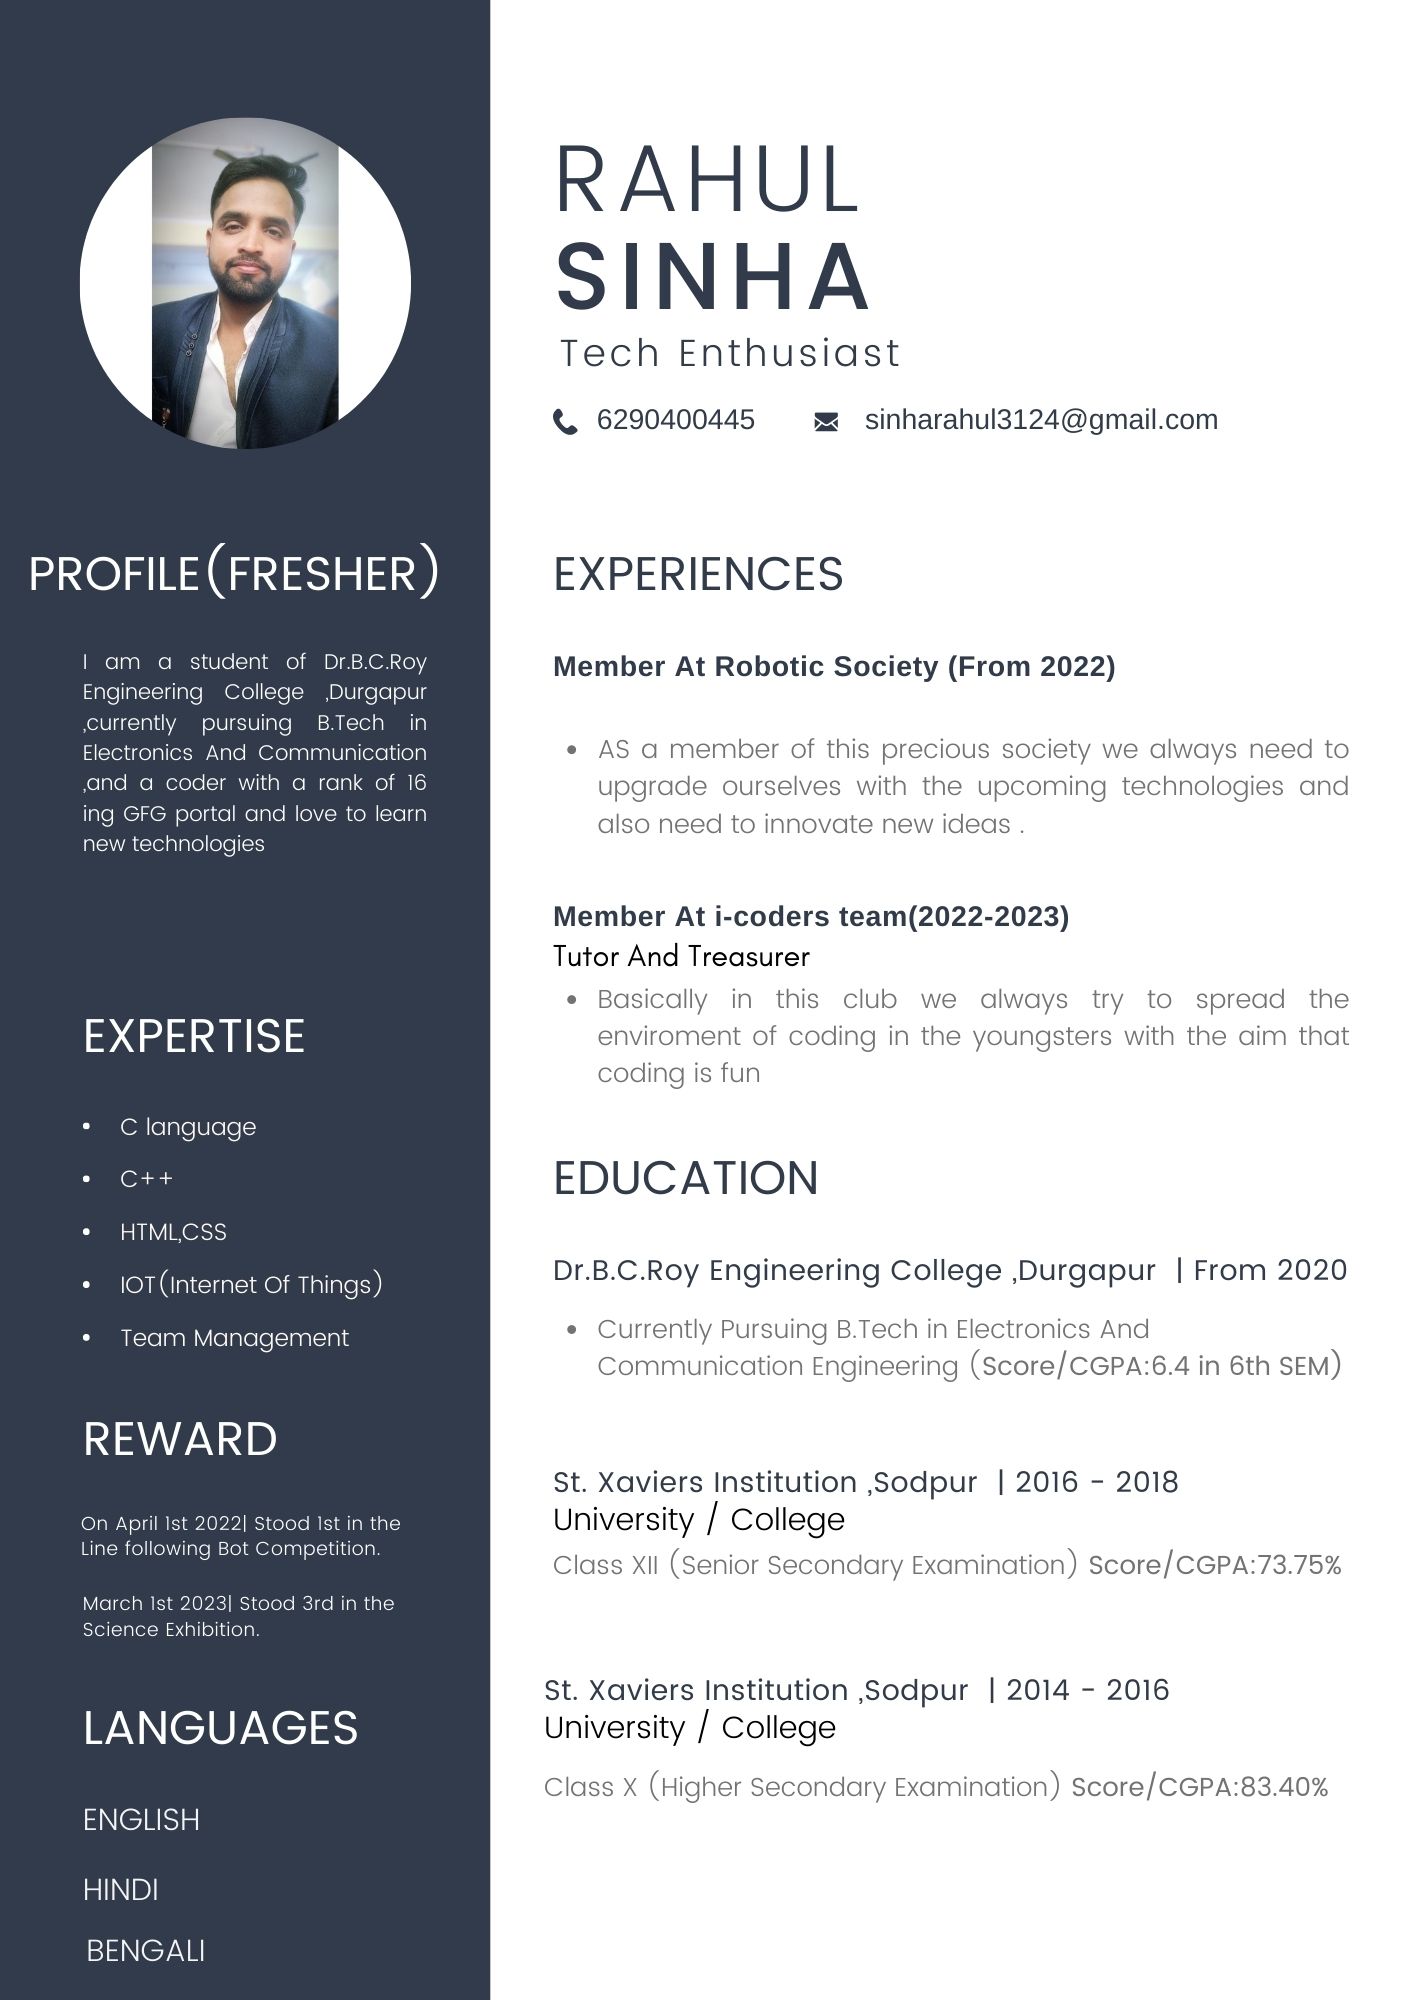 RAHUL
SINHA
Tech Enthusiast
6290400445 sinharahul3124@gmail.com
PROFILE(FRESHER)
I am a student of Dr.B.C.Roy
Engineering College ,Durgapur
,currently pursuing B.Tech in
Electronics And Communication
,and a coder with a rank of 16
ing GFG portal and love to learn
new technologies
EXPERTISE
• C language
• C++
• HTML,CSS
• IOT(Internet Of Things)
• Team Management
REWARD
On April 1st 2022| Stood 1st in the
Line following Bot Competition.
March 1st 2023| Stood 3rd in the
Science Exhibition.
LANGUAGES
ENGLISH
HINDI
BENGALI
EXPERIENCES
Member At Robotic Society (From 2022)
• AS a member of this precious society we always need to
upgrade ourselves with the upcoming technologies and
also need to innovate new ideas .
Member At i-coders team(2022-2023)
Tutor And Treasurer
• Basically in this club we always try to spread the
enviroment of coding in the youngsters with the aim that
coding is fun
EDUCATION
Dr.B.C.Roy Engineering College ,Durgapur | From 2020
• Currently Pursuing B.Tech in Electronics And
Communication Engineering (Score/CGPA:6.4 in 6th SEM)
St. Xaviers Institution ,Sodpur | 2016 - 2018
University / College
Class XII (Senior Secondary Examination) Score/CGPA:73.75%
St. Xaviers Institution ,Sodpur | 2014 - 2016
University / College
Class X (Higher Secondary Examination) Score/CGPA:83.40%